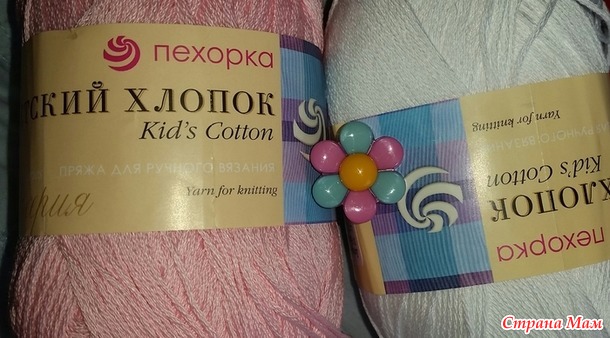 пехорка
ский хлопок
Kid's Cotton
ПРЯЖА ДЛЯ РУЧНОГО ВЯЗАНИЯ
Yarn for knitting
пехорка
ХЛОПОК
Kid's Cotton
Yarn for knitting
Страна Мам